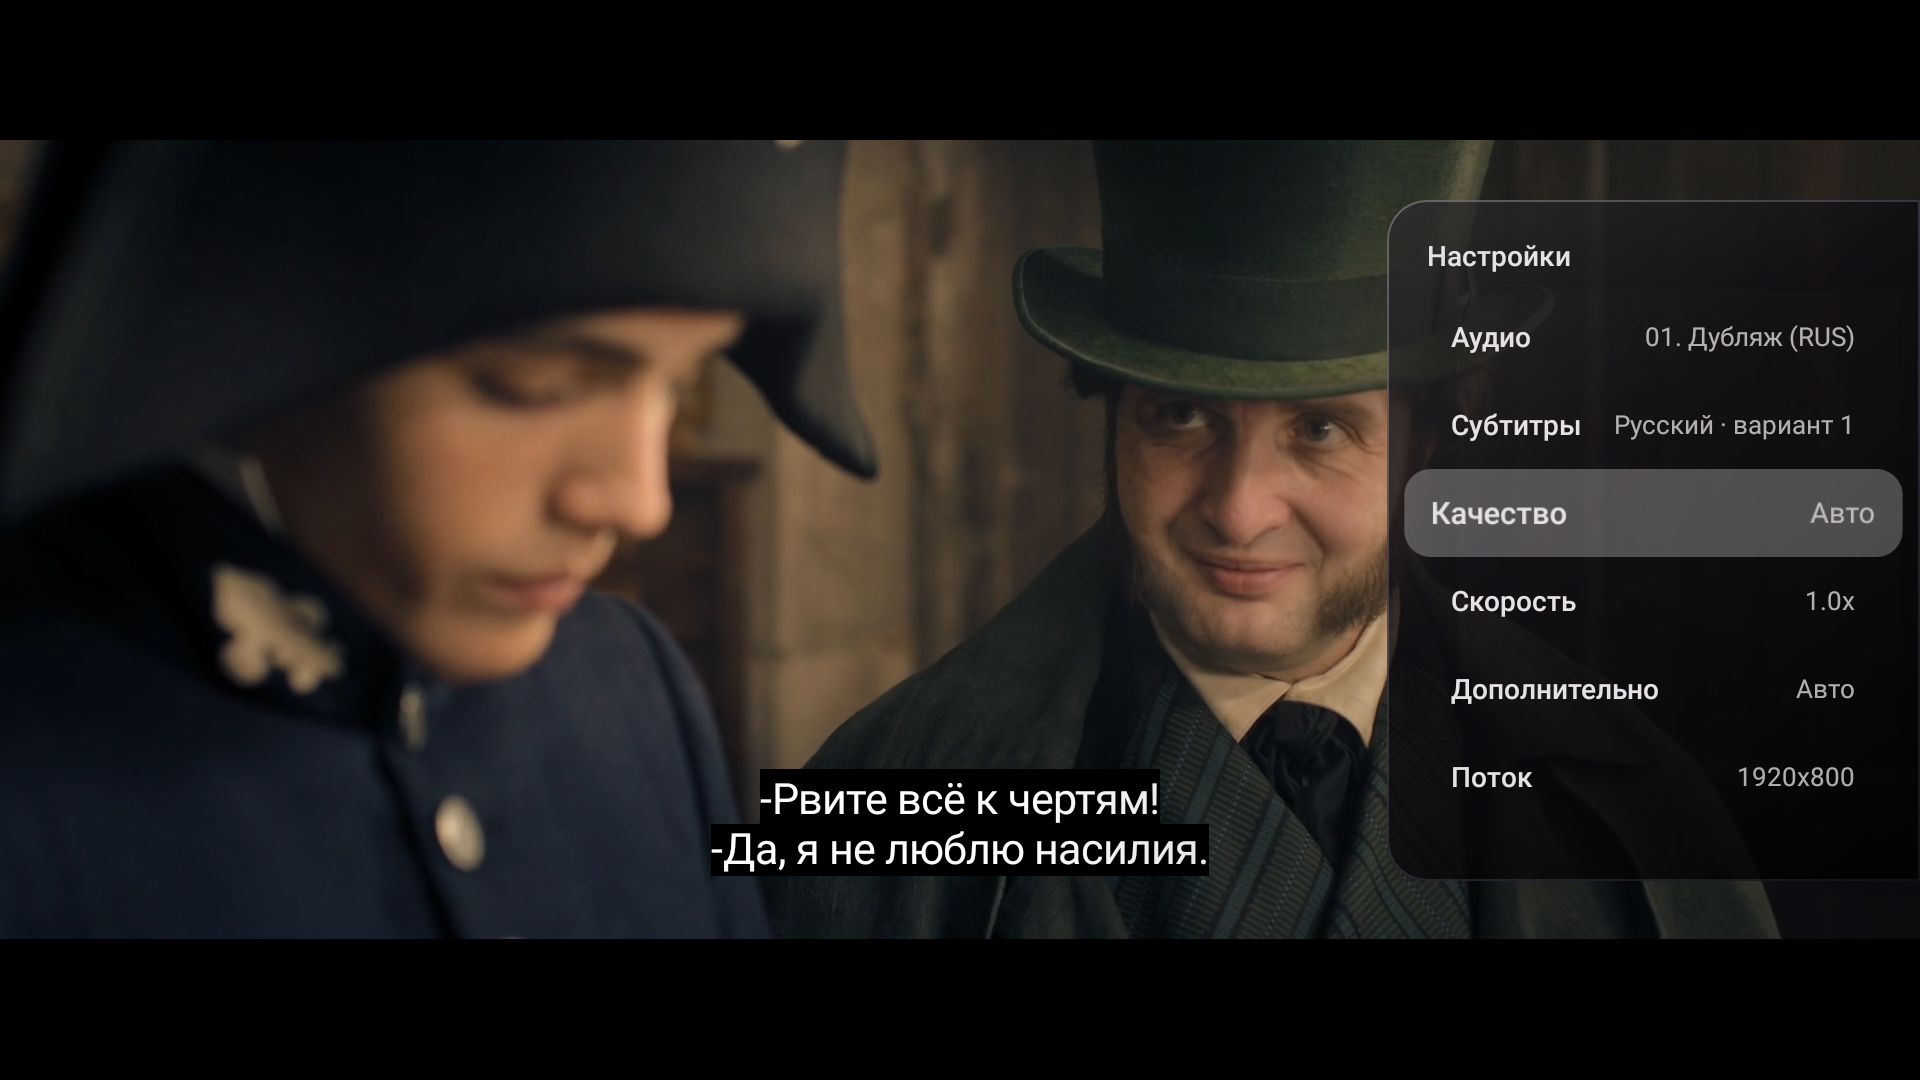 Настройки
Аудио 01. Дубляж (RUS)
Субтитры Русский · вариант 1
Качество Авто
Скорость 1.0x
Дополнительно Авто
Поток 1920x800
-Рвите всё к чертям!
-Да, я не люблю насилия.